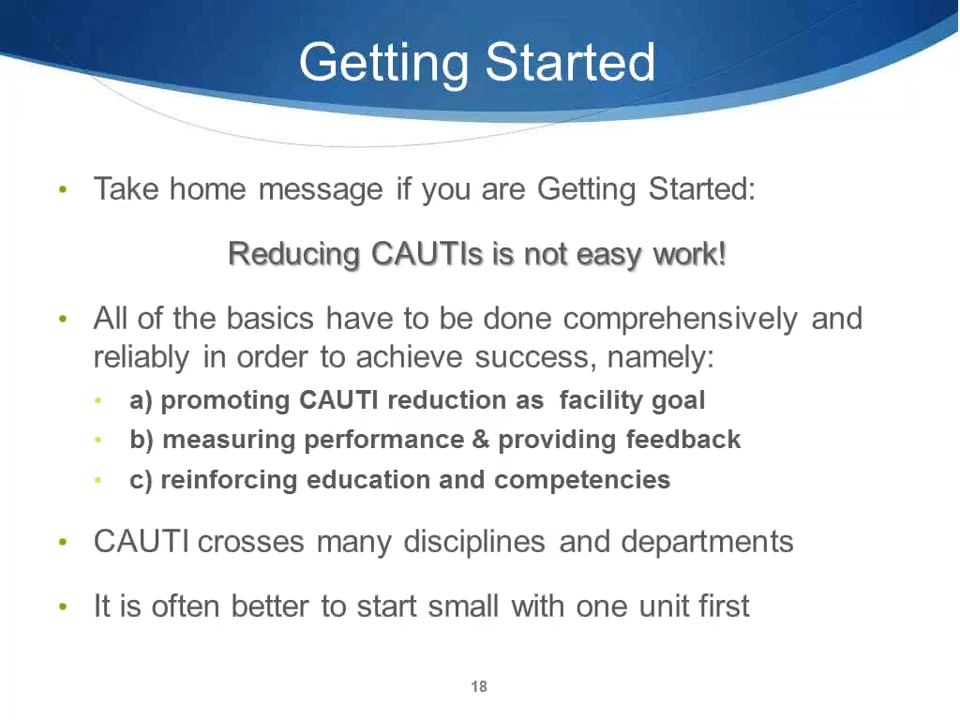 Getting Started
• Take home message if you are Getting Started:
Reducing CAUTIs is not easy work!
• All of the basics have to be done comprehensively and
reliably in order to achieve success, namely:
• a) promoting CAUTI reduction as  facility goal
• b) measuring performance & providing feedback
• c) reinforcing education and competencies
• CAUTI crosses many disciplines and departments
• It is often better to start small with one unit first
18